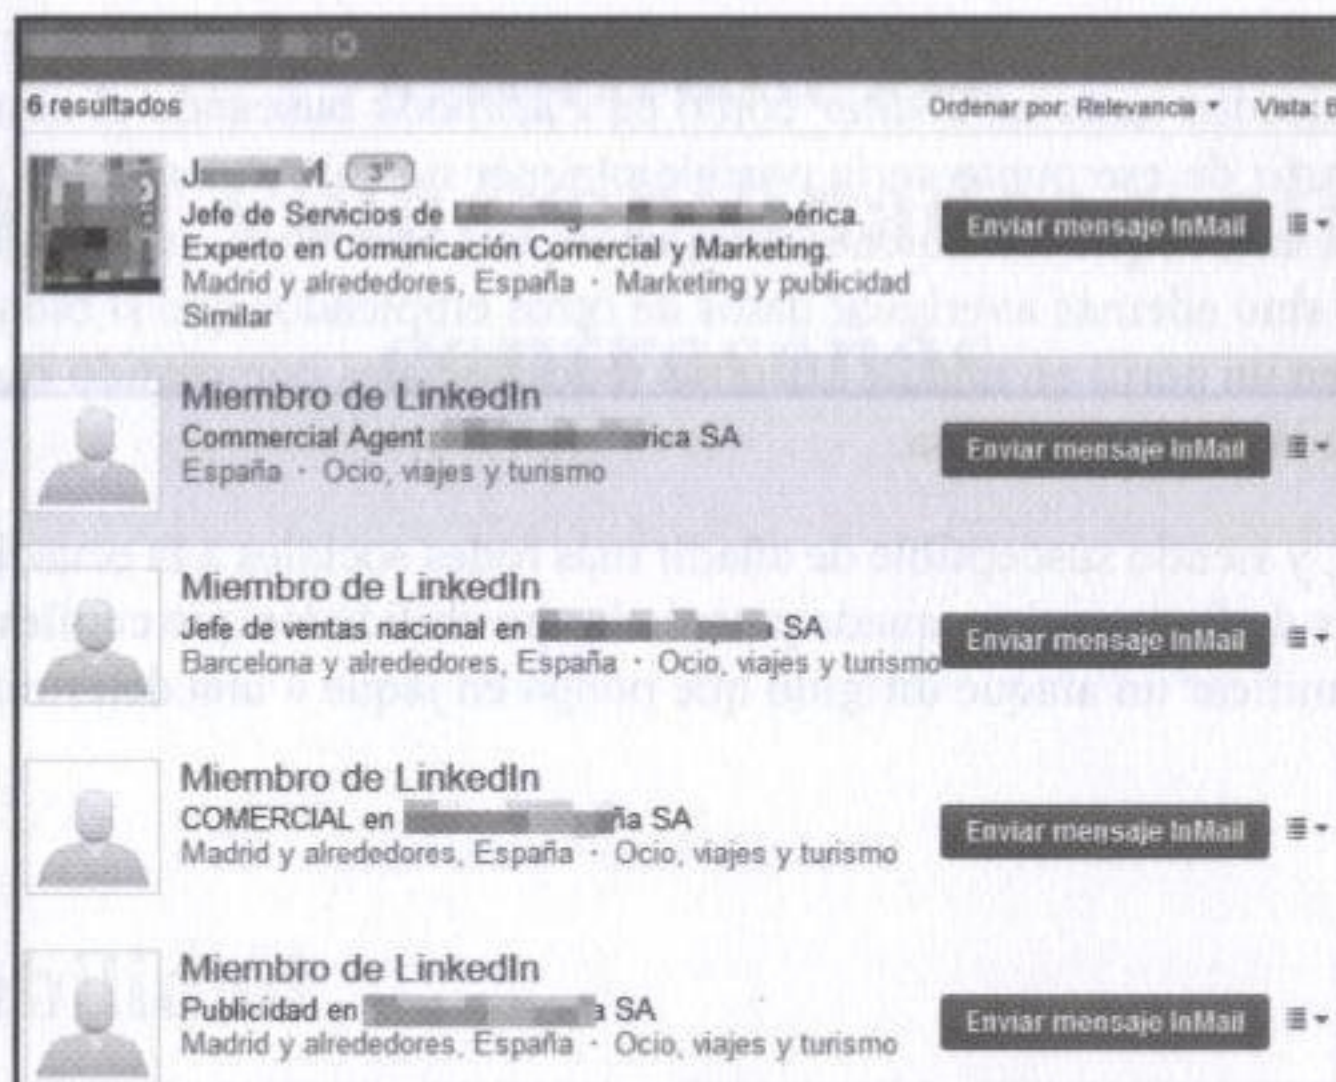 6 resultados
Ordenar por: Relevancia Vista:
3º
Jefe de Servicios de
Experto en Comunicación Comercial y Marketing.
Madrid y alrededores, España · Marketing y publicidad
Similar
Enviar mensaje InMail
Miembro de LinkedIn
Commercial Agent SA
España · Ocio, viajes y turismo
Enviar mensaje InMail
Miembro de LinkedIn
Jefe de ventas nacional en SA
Barcelona y alrededores, España · Ocio, viajes y turismo
Enviar mensaje InMail
Miembro de LinkedIn
COMERCIAL en SA
Madrid y alrededores, España · Ocio, viajes y turismo
Enviar mensaje InMail
Miembro de LinkedIn
Publicidad en SA
Madrid y alrededores, España · Ocio, viajes y turismo
Enviar mensaje InMail